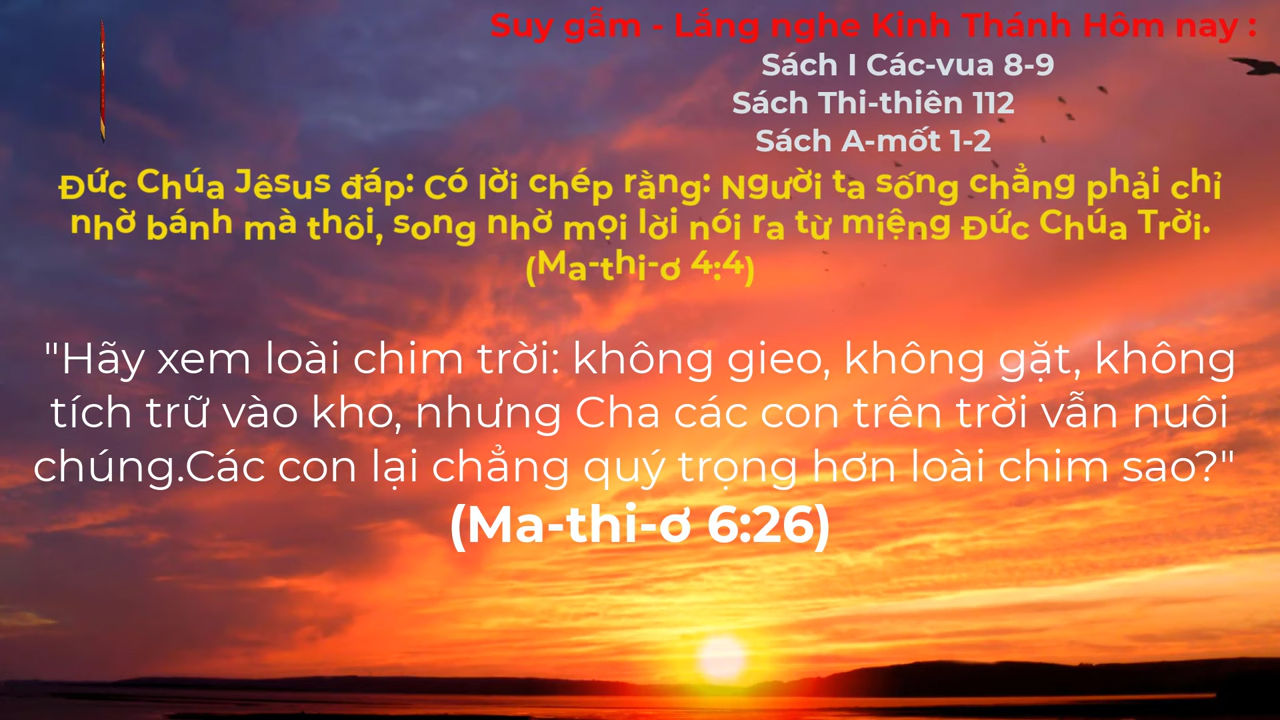 Suy gẫm - Lắng nghe Kinh Thánh Hôm nay :
Sách I Các-vua 8-9
Sách Thi-thiên 112
Sách A-mốt 1-2
Đức Chúa Jêsus đáp: Có lời chép rằng: Người ta sống chẳng phải chỉ
nhờ bánh mà thôi, song nhờ mọi lời nói ra từ miệng Đức Chúa Trời.
(Ma-thi-ơ 4:4)
"Hãy xem loài chim trời: không gieo, không gặt, không
tích trữ vào kho, nhưng Cha các con trên trời vẫn nuôi
chúng.Các con lại chẳng quý trọng hơn loài chim sao?"
(Ma-thi-ơ 6:26)